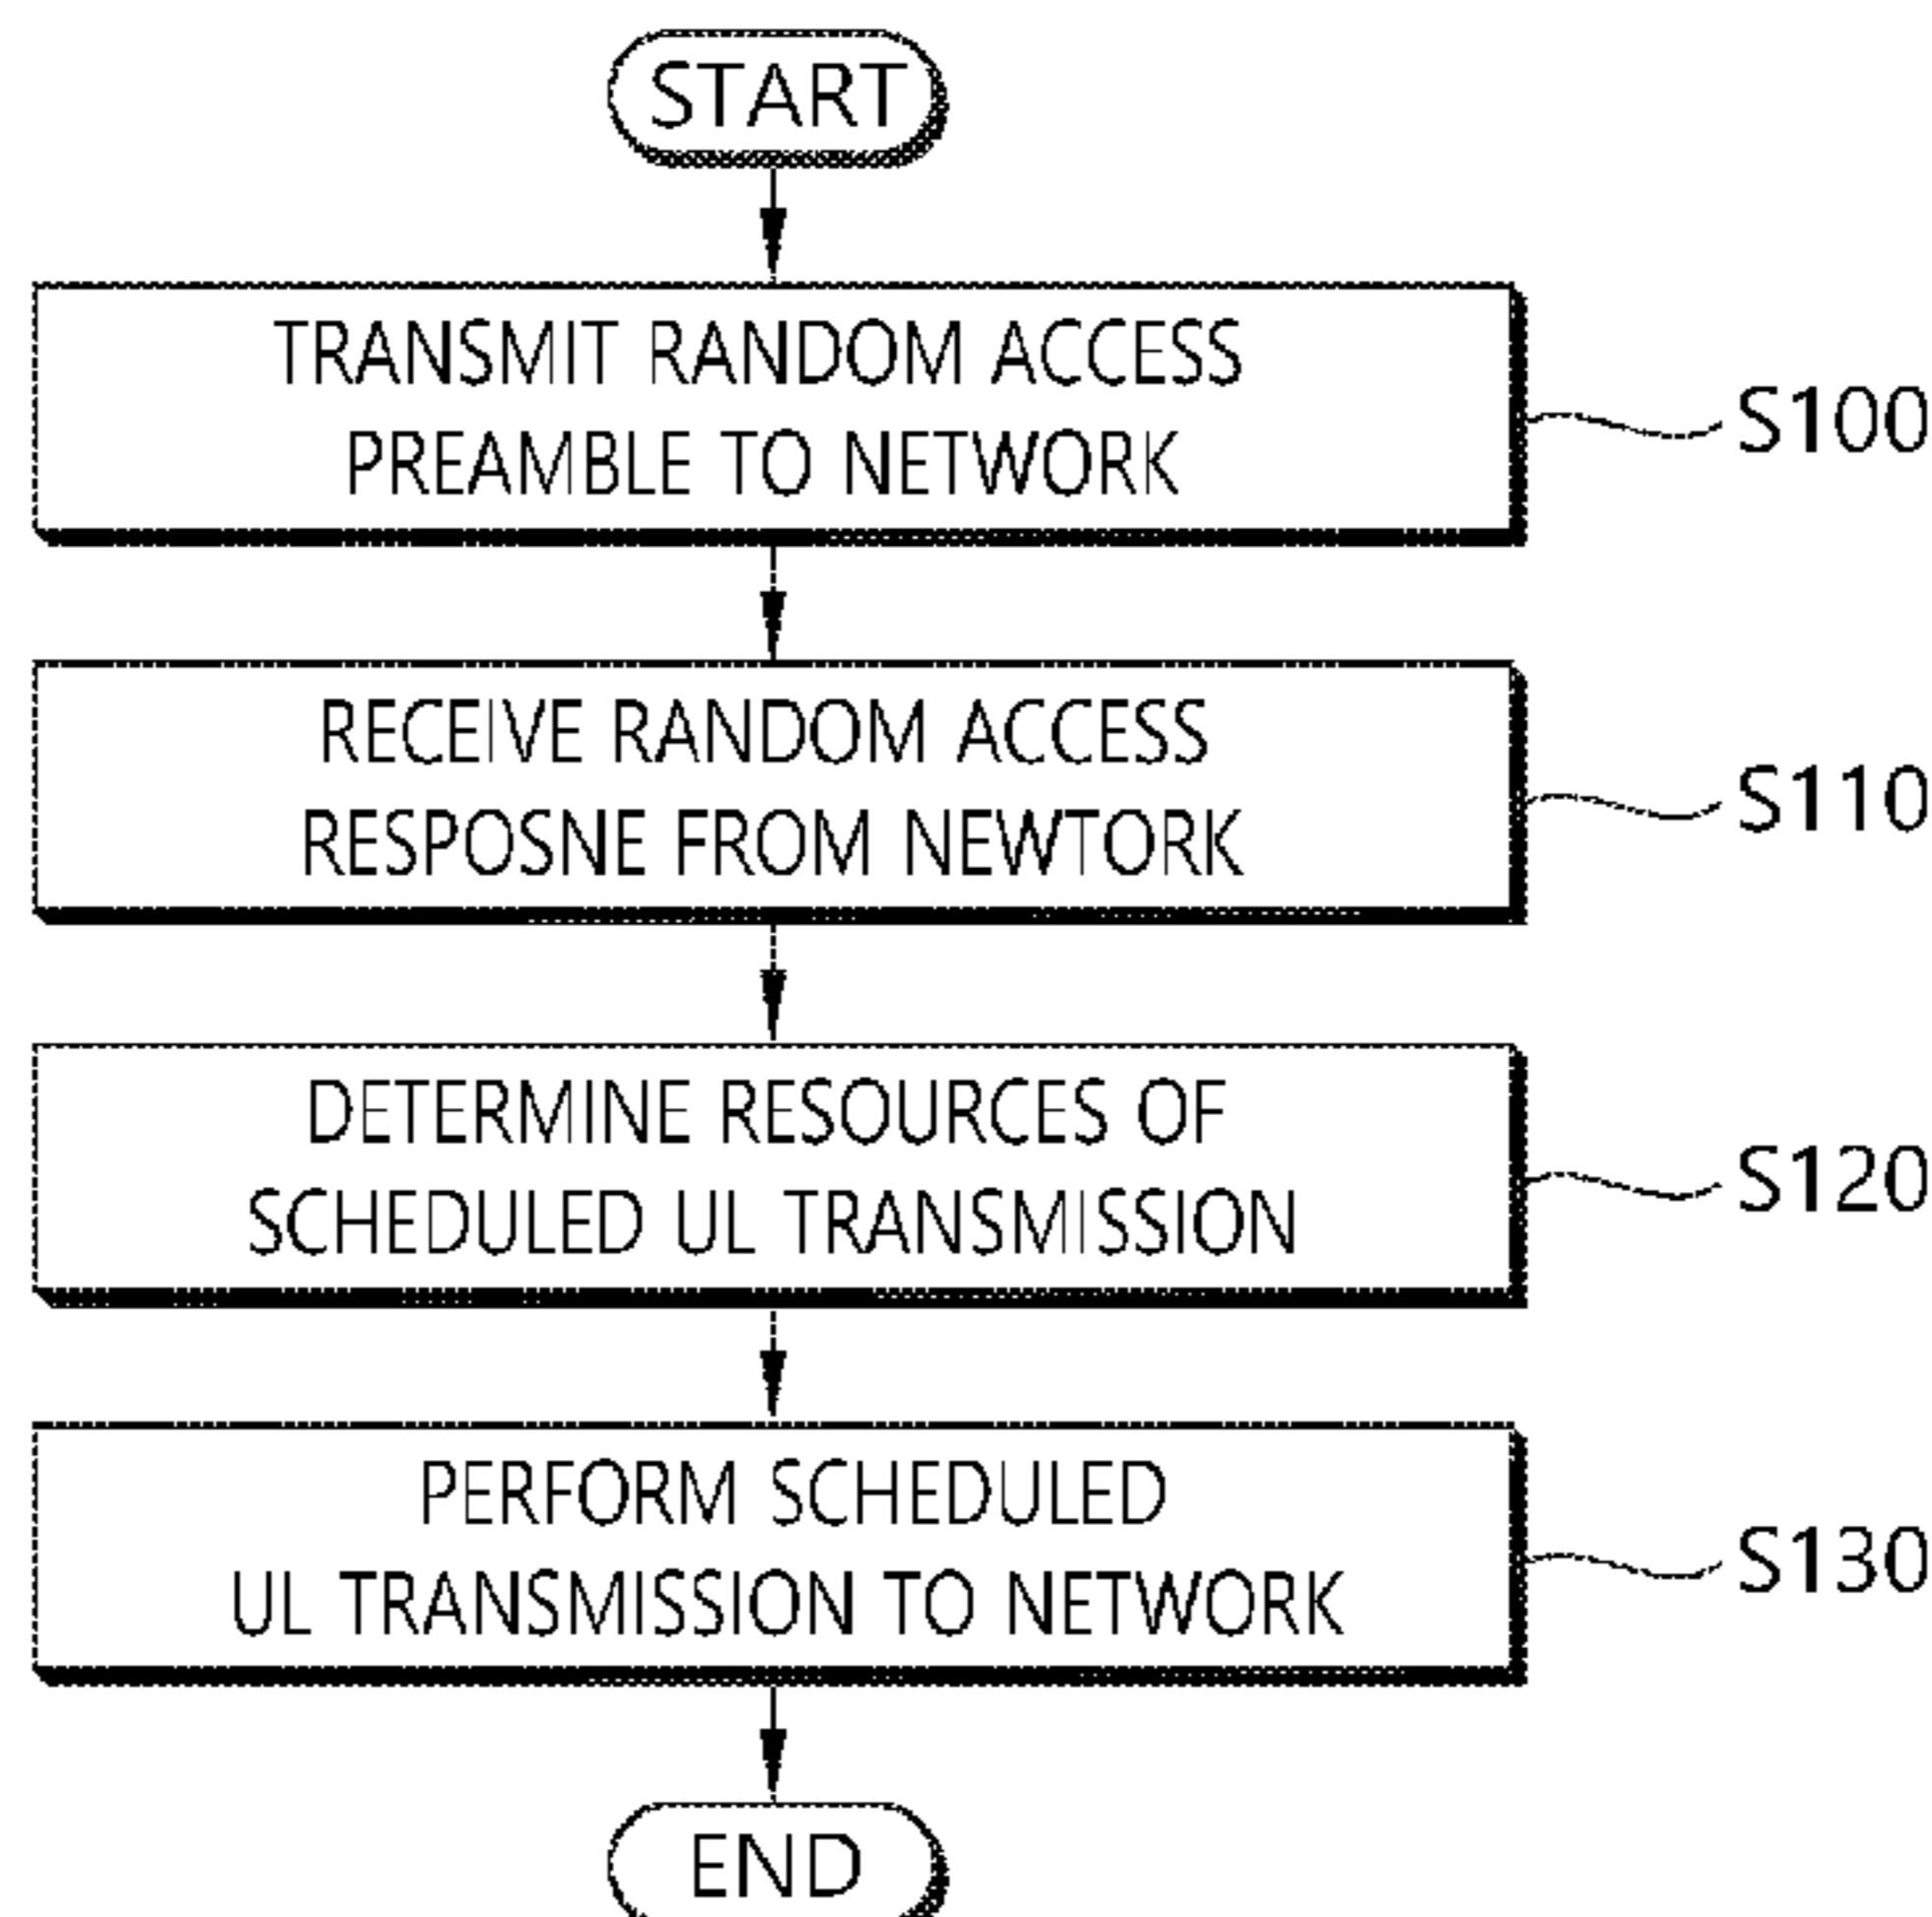 START
TRANSMIT RANDOM ACCESS
PREAMBLE TO NETWORK
S100
RECEIVE RANDOM ACCESS
RESPOSNE FROM NEWTORK
S110
DETERMINE RESOURCES OF
SCHEDULED UL TRANSMISSION
S120
PERFORM SCHEDULED
UL TRANSMISSION TO NETWORK
S130
END